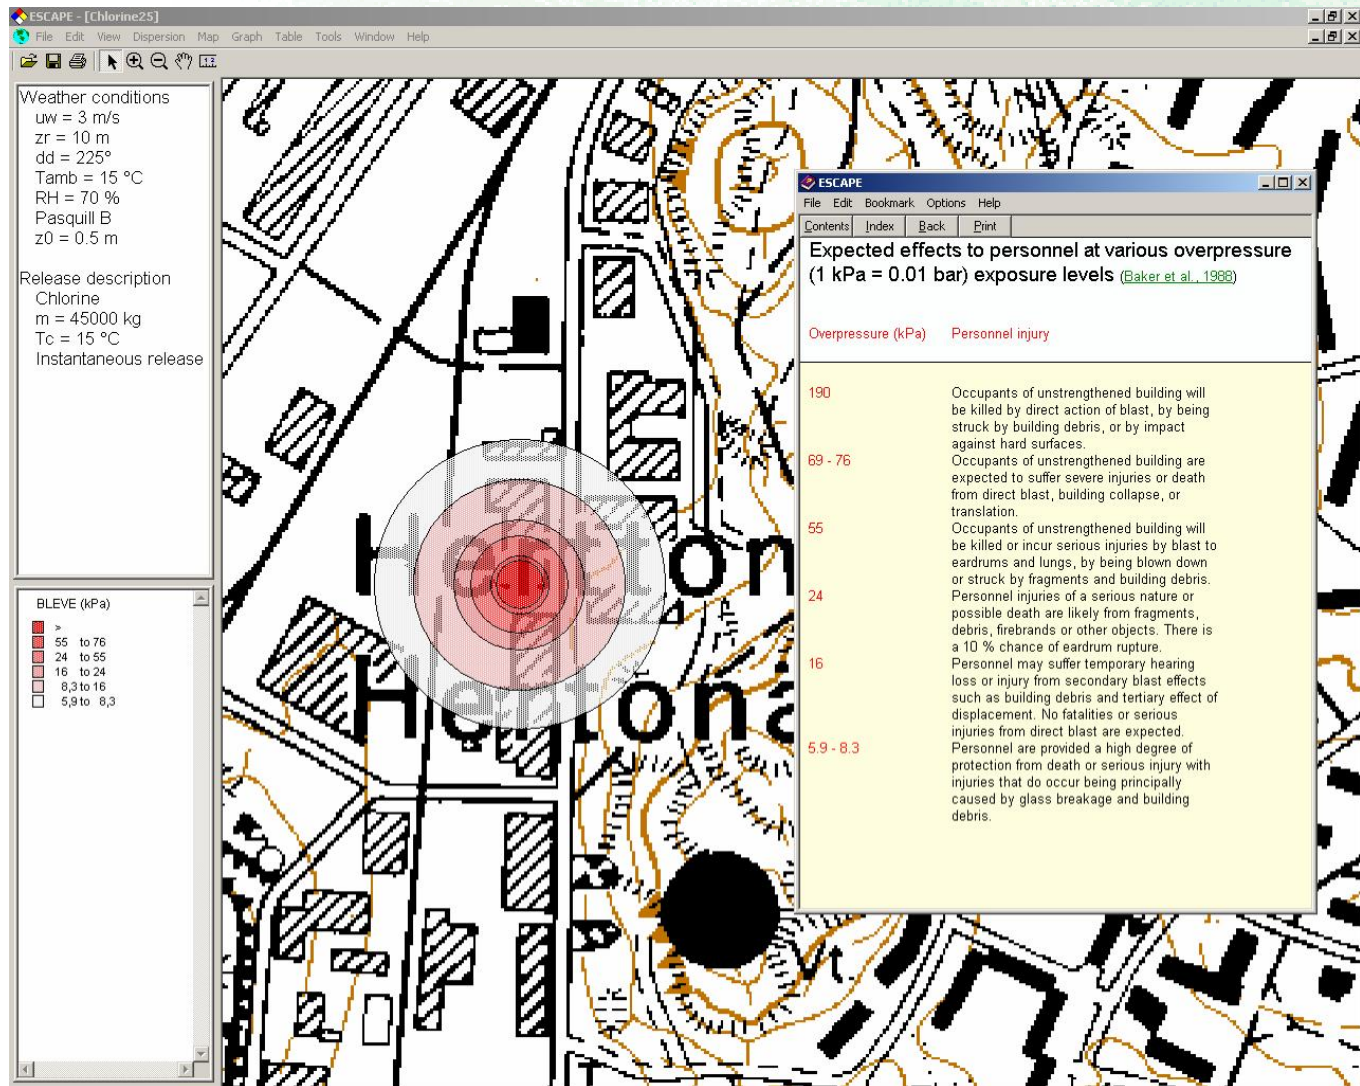 ESCAPE - [Chlorine25]
File Edit View Dispersion Map Graph Table Tools Window Help
Weather conditions
uw = 3 m/s
zr = 10 m
dd = 225°
Tamb = 15 °C
RH = 70 %
Pasquill B
z0 = 0.5 m
Release description
Chlorine
m = 45000 kg
Tc = 15 °C
Instantaneous release
BLEVE (kPa)
>
55 to 76
24 to 55
16 to 24
8,3 to 16
5,9 to 8,3
ESCAPE
File Edit Bookmark Options Help
Contents Index Back Print
Expected effects to personnel at various overpressure
(1 kPa = 0.01 bar) exposure levels (Baker et al., 1988)
Overpressure (kPa) Personnel injury
190 Occupants of unstrengthened building will
be killed by direct action of blast, by being
struck by building debris, or by impact
against hard surfaces.
69 - 76 Occupants of unstrengthened building are
expected to suffer severe injuries or death
from direct blast, building collapse, or
translation.
55 Occupants of unstrengthened building will
be killed or incur serious injuries by blast to
eardrums and lungs, by being blown down
or struck by fragments and building debris.
24 Personnel injuries of a serious nature or
possible death are likely from fragments,
debris, firebrands or other objects. There is
a 10 % chance of eardrum rupture.
16 Personnel may suffer temporary hearing
loss or injury from secondary blast effects
such as building debris and tertiary effect of
displacement. No fatalities or serious
injuries from direct blast are expected.
5.9 - 8.3 Personnel are provided a high degree of
protection from death or serious injury with
injuries that do occur being principally
caused by glass breakage and building
debris.